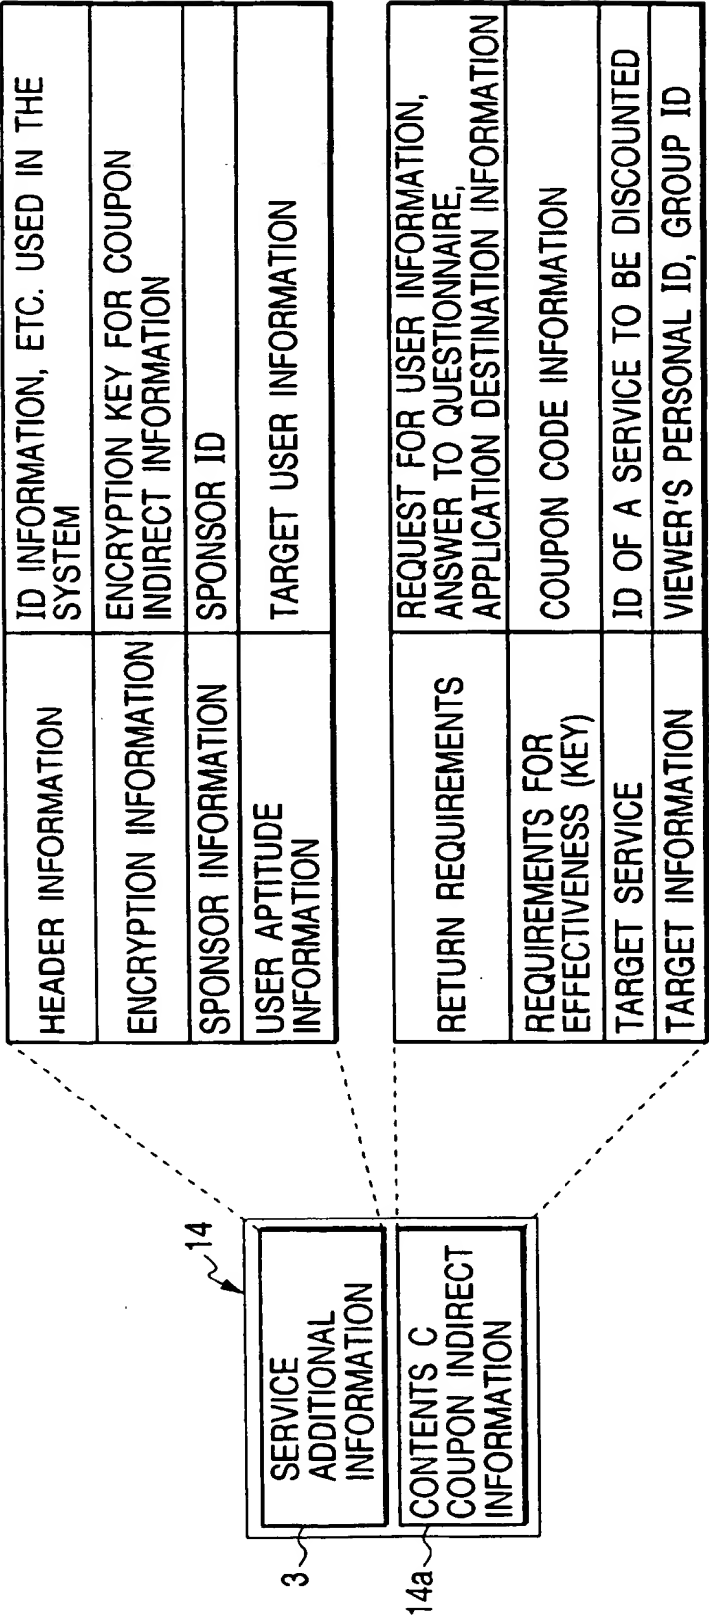 14
3
SERVICE
ADDITIONAL
INFORMATION
14a
CONTENTS C
COUPON INDIRECT
INFORMATION
HEADER INFORMATION
ID INFORMATION, ETC. USED IN THE
SYSTEM
ENCRYPTION INFORMATION
ENCRYPTION KEY FOR COUPON
INDIRECT INFORMATION
SPONSOR INFORMATION
SPONSOR ID
USER APTITUDE
INFORMATION
TARGET USER INFORMATION
RETURN REQUIREMENTS
REQUEST FOR USER INFORMATION,
ANSWER TO QUESTIONNAIRE,
APPLICATION DESTINATION INFORMATION
REQUIREMENTS FOR
EFFECTIVENESS (KEY)
COUPON CODE INFORMATION
TARGET SERVICE
ID OF A SERVICE TO BE DISCOUNTED
TARGET INFORMATION
VIEWER'S PERSONAL ID, GROUP ID